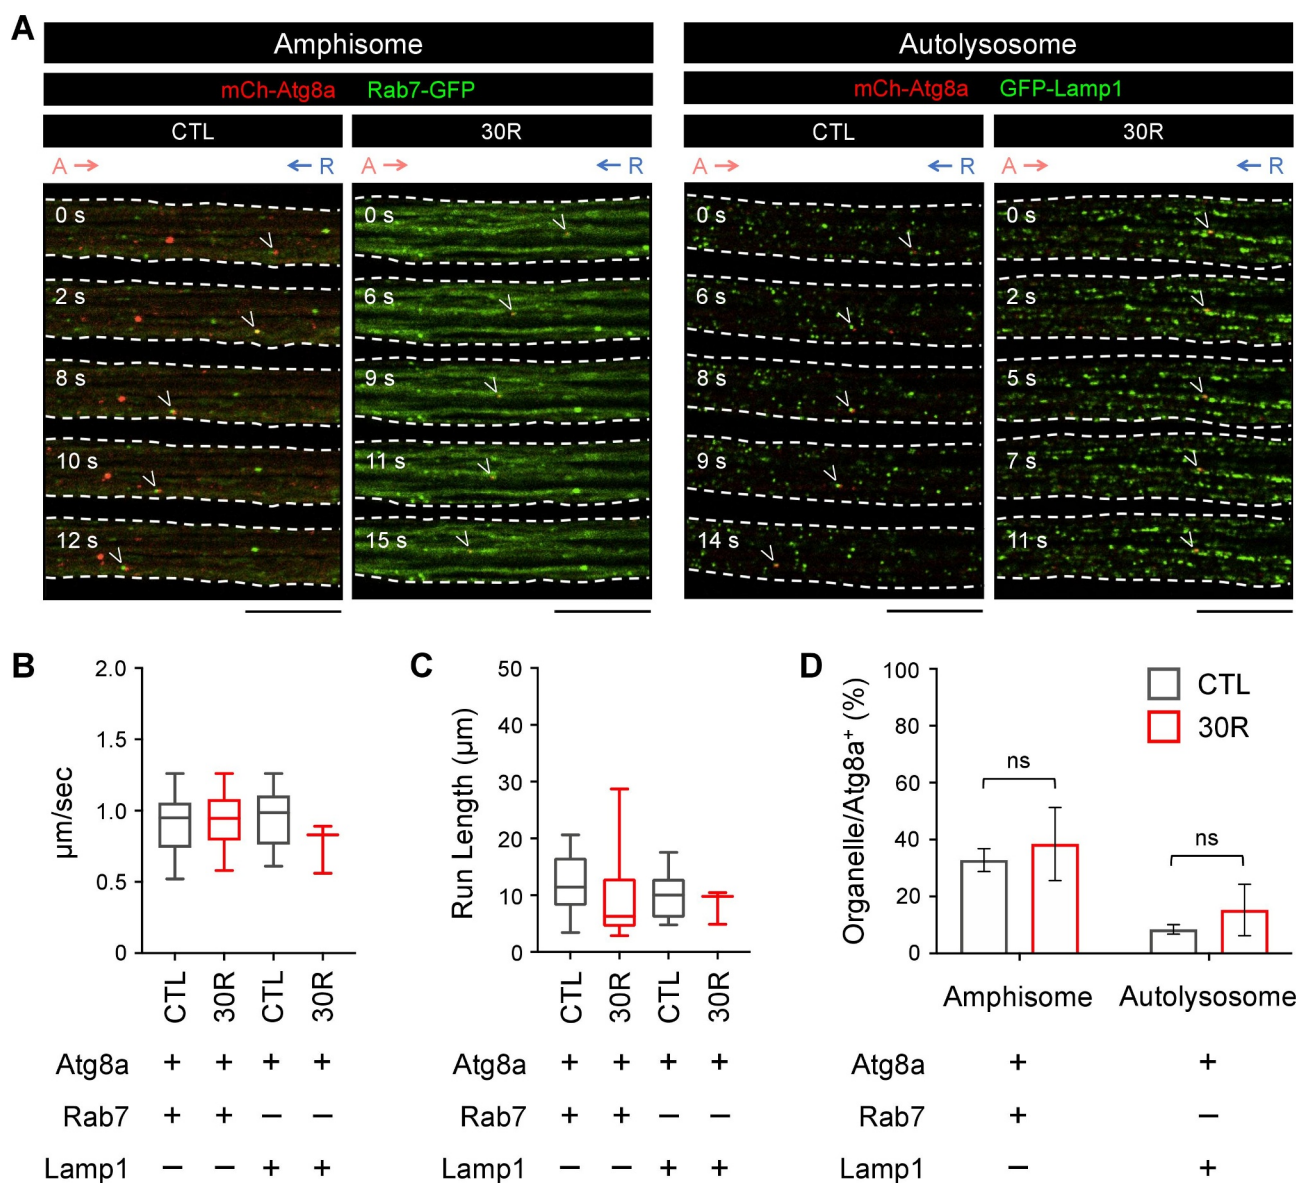 A
Amphisome
Autolysosome
mCh-Atg8a Rab7-GFP
mCh-Atg8a GFP-Lamp1
CTL
30R
CTL
30R
A → ← R
A → ← R
A → ← R
A → ← R
0 s
2 s
8 s
10 s
12 s
0 s
6 s
9 s
11 s
15 s
0 s
6 s
8 s
9 s
14 s
0 s
2 s
5 s
7 s
11 s
B
µm/sec
2.0
1.5
1.0
0.5
0
CTL
30R
CTL
30R
Atg8a + + + +
Rab7 + + − −
Lamp1 − − + +
C
Run Length (µm)
50
40
30
20
10
0
CTL
30R
CTL
30R
Atg8a + + + +
Rab7 + + − −
Lamp1 − − + +
D
Organelle/Atg8a⁺ (%)
100
80
60
40
20
0
CTL
30R
ns
ns
Amphisome
Autolysosome
Atg8a + +
Rab7 + −
Lamp1 − +